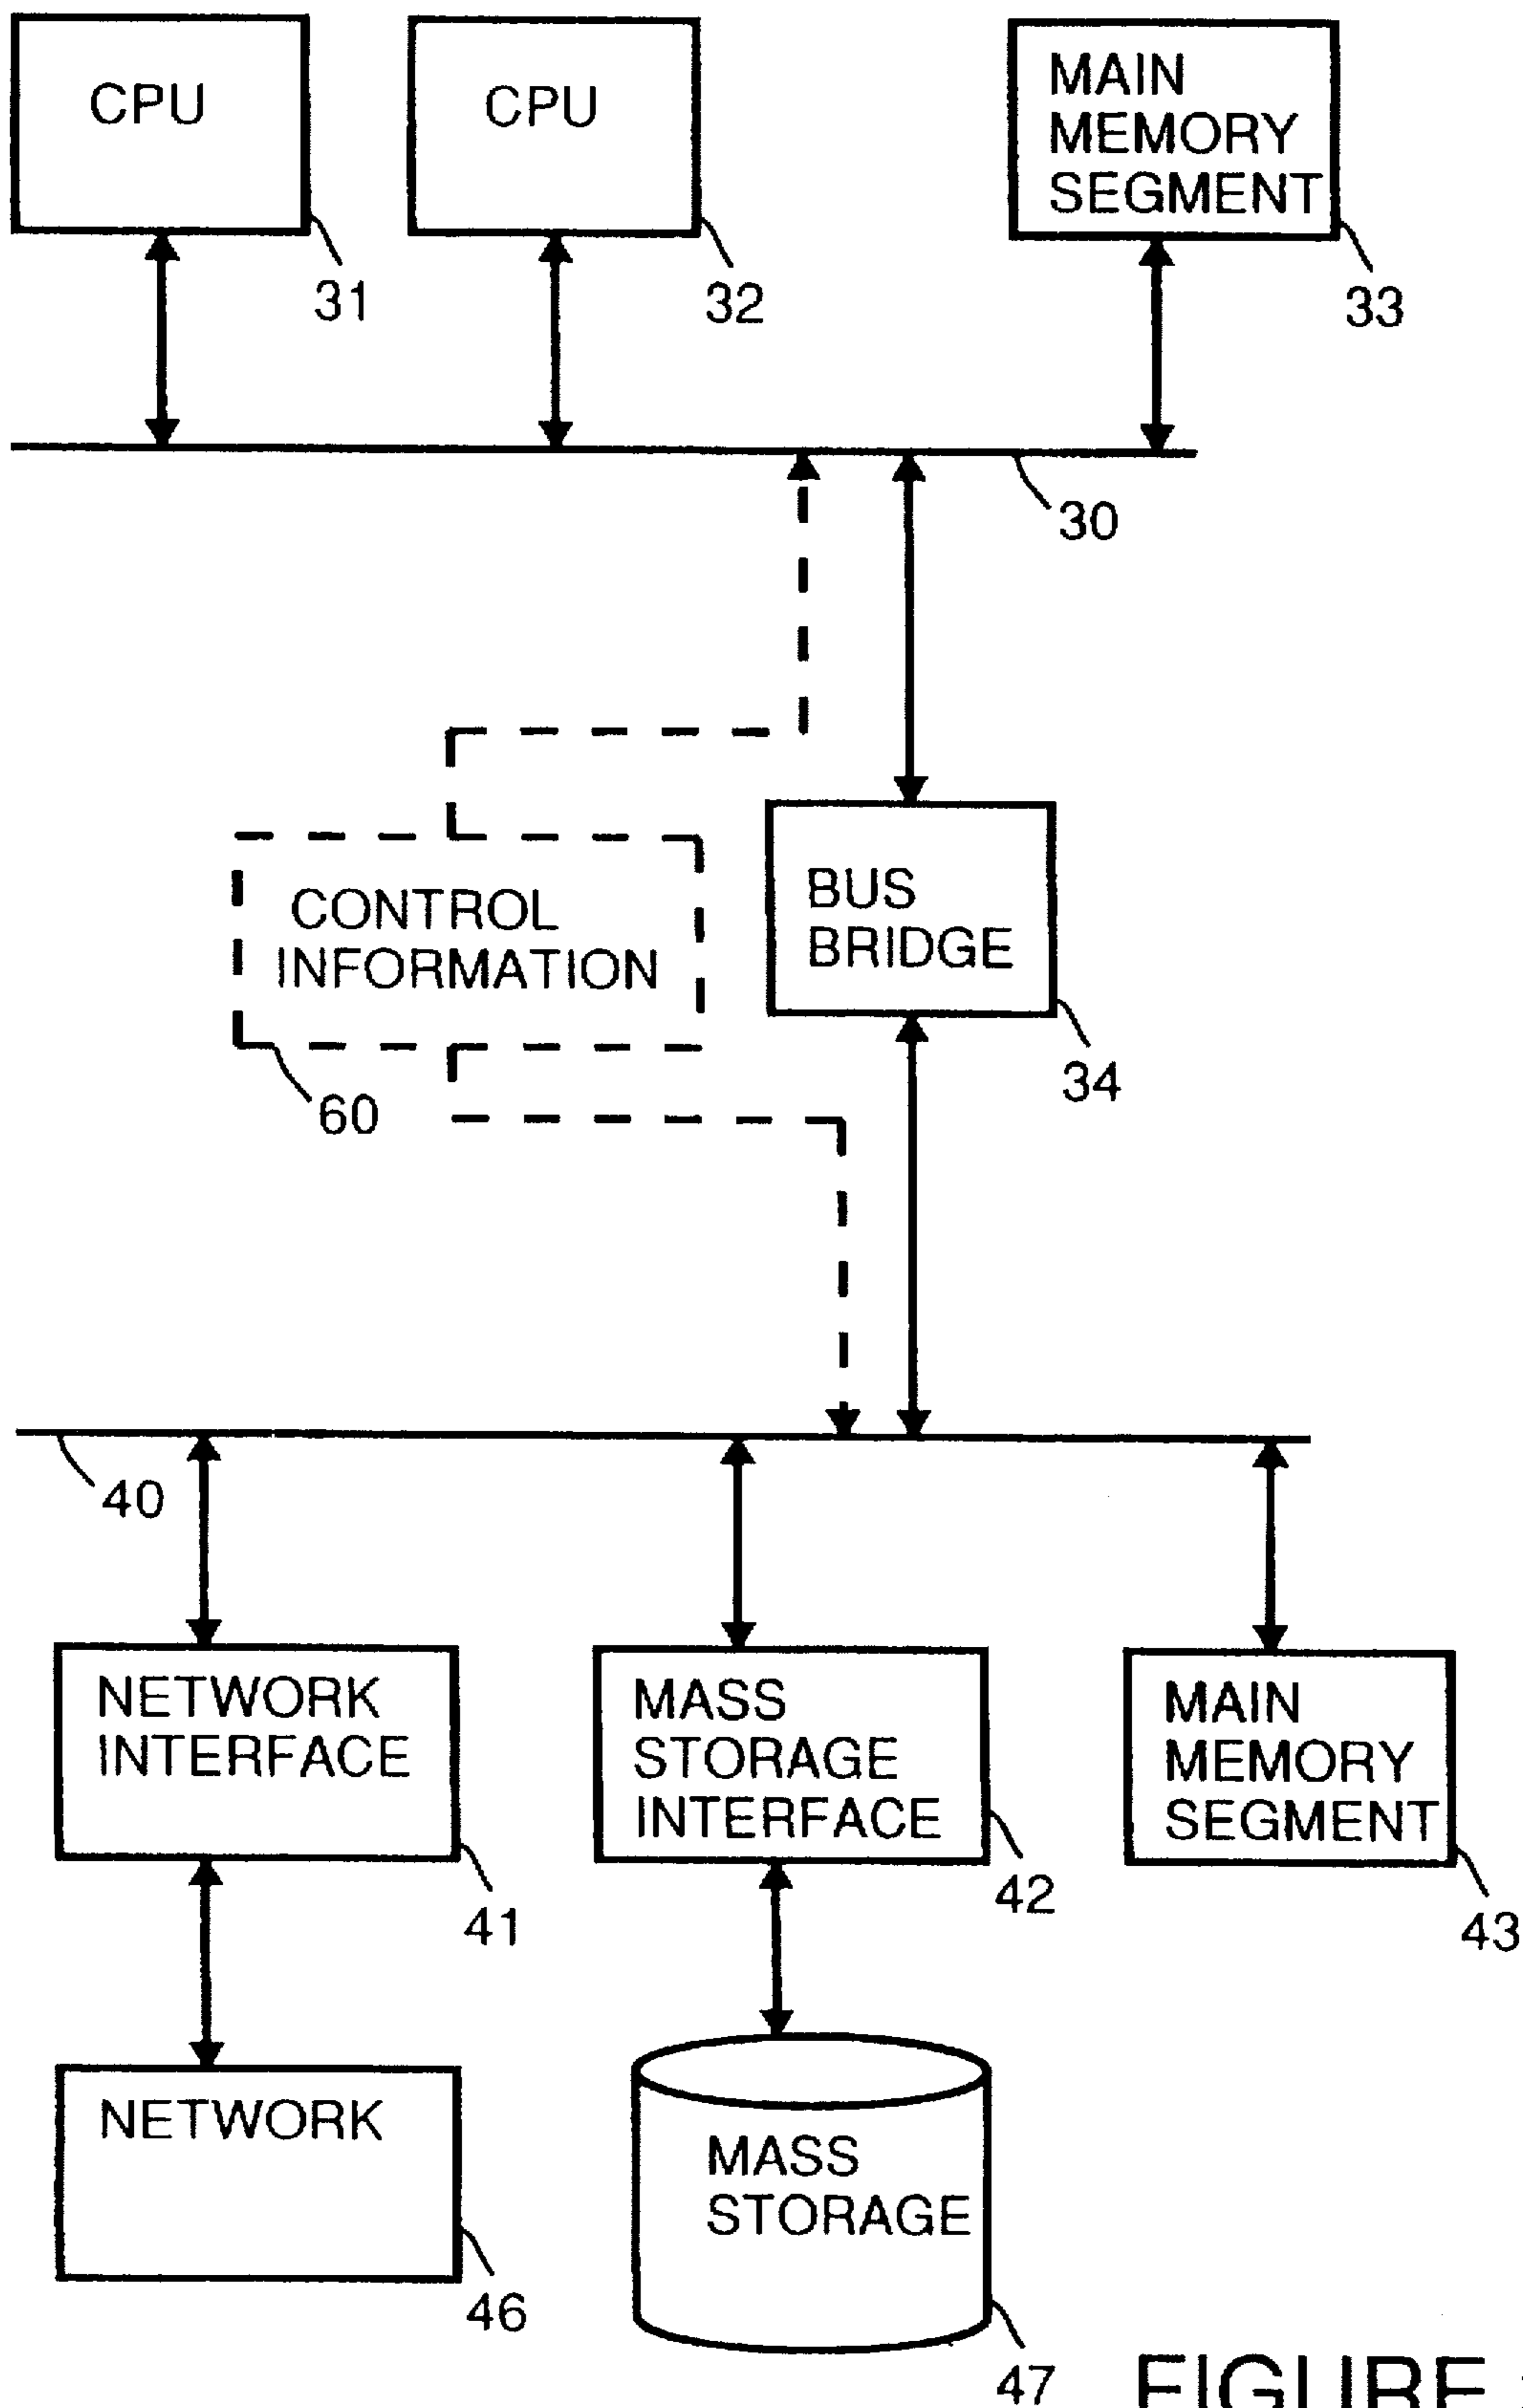 CPU
CPU
MAIN
MEMORY
SEGMENT
31
32
33
30
CONTROL
INFORMATION
BUS
BRIDGE
34
60
40
NETWORK
INTERFACE
MASS
STORAGE
INTERFACE
MAIN
MEMORY
SEGMENT
41
42
43
NETWORK
MASS
STORAGE
46
47
FIGURE